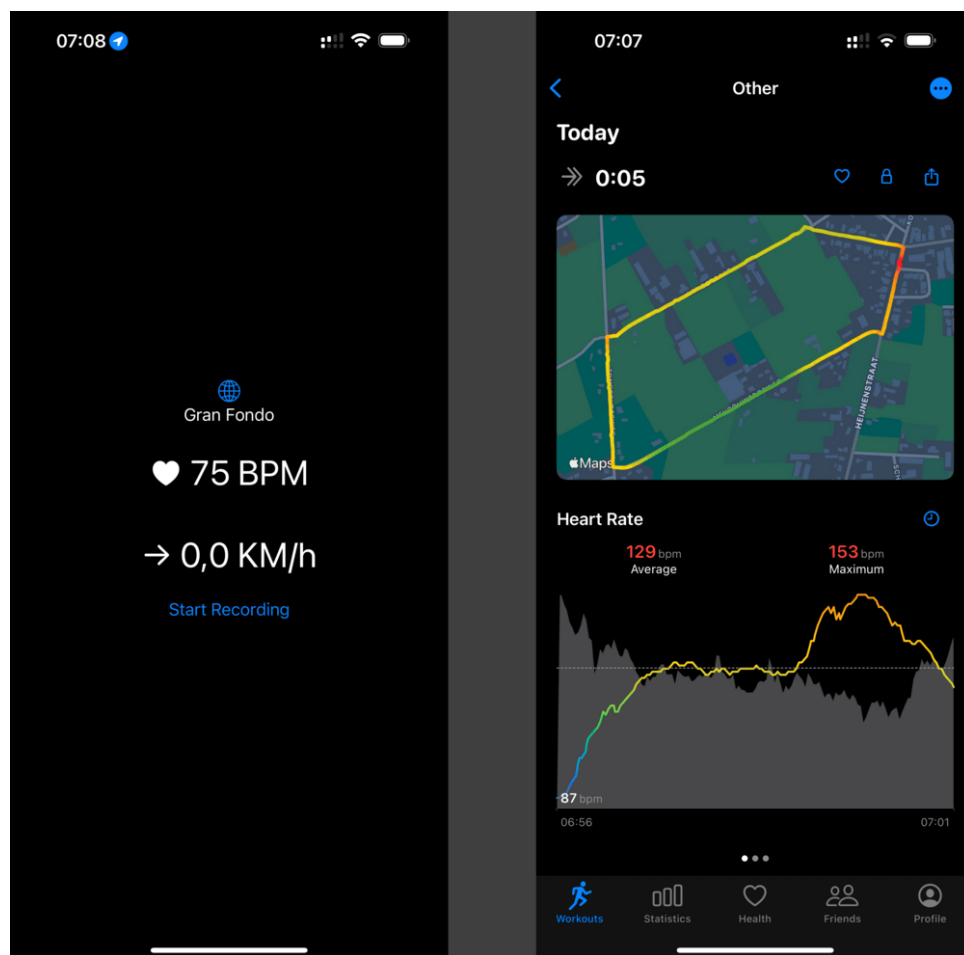 07:08
Gran Fondo
75 BPM
→ 0,0 KM/h
Start Recording
07:07
Other
Today
0:05
HEIJNENSTRAAT
SCH
Maps
Heart Rate
129 bpm
153 bpm
Average
Maximum
87 bpm
06:56
07:01
Workouts
Statistics
Health
Friends
Profile